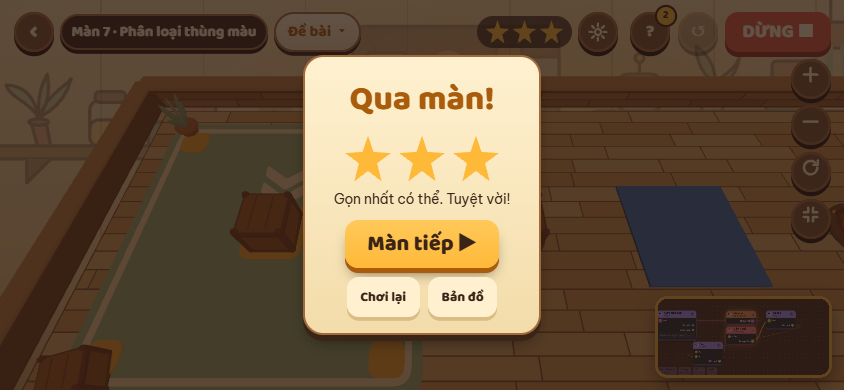 Màn 7 · Phân loại thùng màu
Đề bài
?
2
DỪNG
Qua màn!
Gọn nhất có thể. Tuyệt vời!
Màn tiếp
Chơi lại
Bản đồ